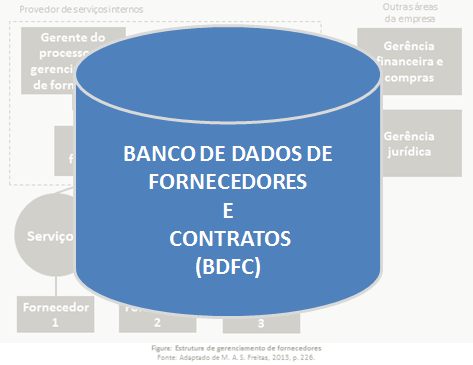 Provedor de serviços internos
Outras áreas
da empresa
Gerente do
processo
gerenci
de for
Gerência
financeira e
compras
BANCO DE DADOS DE
FORNECEDORES
E
CONTRATOS
(BDFC)
Gerência
jurídica
f
Serviço
Fornecedor
1
2
3
Figura: Estrutura de gerenciamento de fornecedores
Fonte: Adaptado de M. A. S. Freitas, 2013, p. 228.